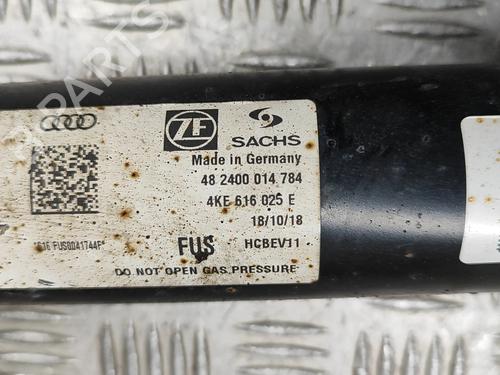 ZF
SACHS
Made in Germany
48 2400 014 784
4KE 616 025 E
18/10/18
FUS HCBEV11
DO NOT OPEN GAS PRESSURE